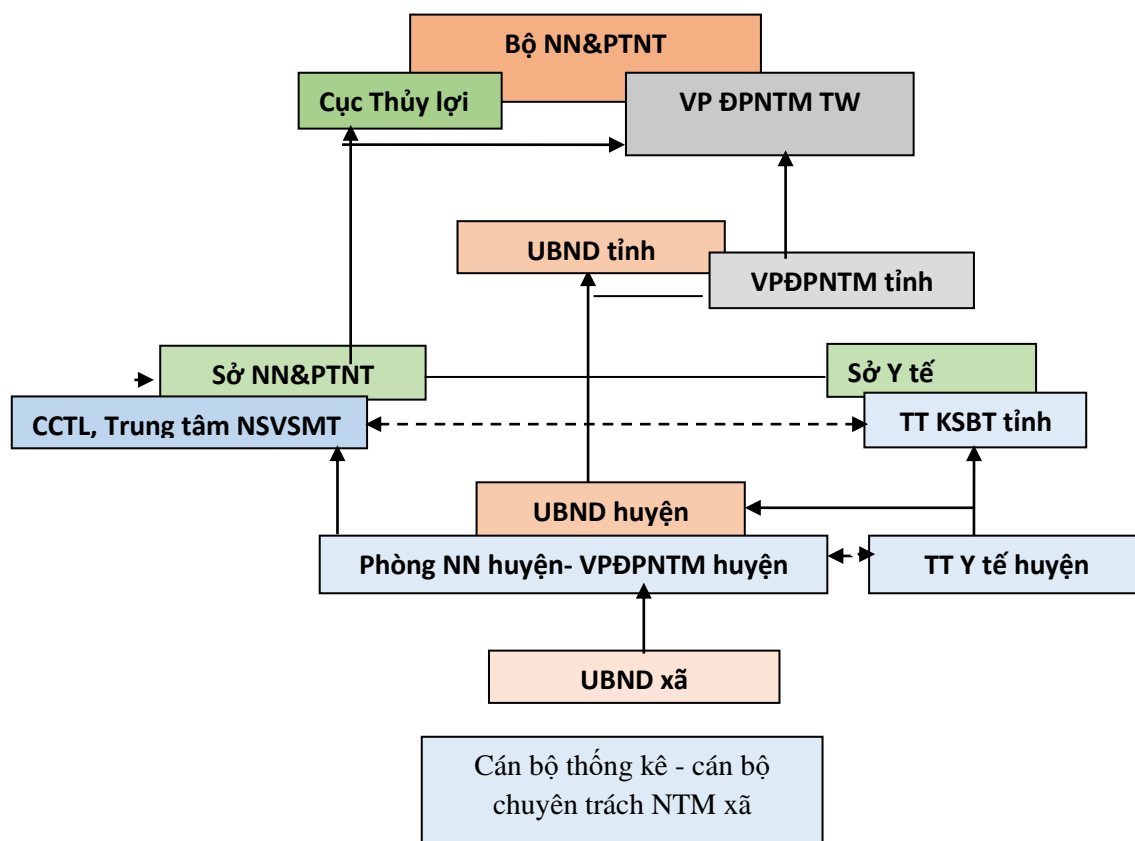 Bộ NN&PTNT
Cục Thủy lợi
VP ĐPNTM TW
UBND tỉnh
VPĐPNTM tỉnh
Sở NN&PTNT
Sở Y tế
CCTL, Trung tâm NSVSMT
TT KSBT tỉnh
UBND huyện
Phòng NN huyện- VPĐPNTM huyện
TT Y tế huyện
UBND xã
Cán bộ thống kê - cán bộ
chuyên trách NTM xã